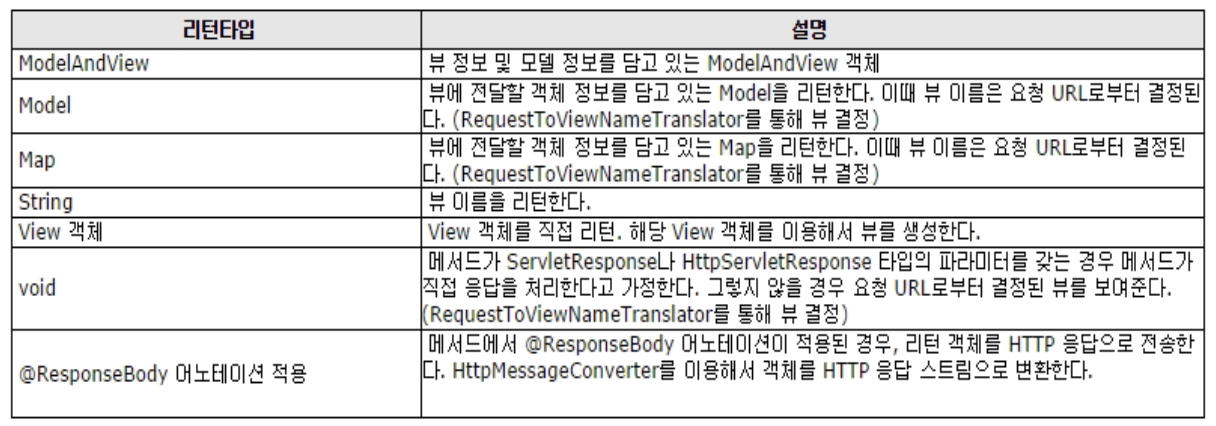 리턴타입 설명
ModelAndView 뷰 정보 및 모델 정보를 담고 있는 ModelAndView 객체
Model 뷰에 전달할 객체 정보를 담고 있는 Model을 리턴한다. 이때 뷰 이름은 요청 URL로부터 결정된
다. (RequestToViewNameTranslator를 통해 뷰 결정)
Map 뷰에 전달할 객체 정보를 담고 있는 Map을 리턴한다. 이때 뷰 이름은 요청 URL로부터 결정된
다. (RequestToViewNameTranslator를 통해 뷰 결정)
String 뷰 이름을 리턴한다.
View 객체 View 객체를 직접 리턴. 해당 View 객체를 이용해서 뷰를 생성한다.
void 메서드가 ServletResponse나 HttpServletResponse 타입의 파라미터를 갖는 경우 메서드가
직접 응답을 처리한다고 가정한다. 그렇지 않을 경우 요청 URL로부터 결정된 뷰를 보여준다.
(RequestToViewNameTranslator를 통해 뷰 결정)
@ResponseBody 어노테이션 적용 메서드에서 @ResponseBody 어노테이션이 적용된 경우, 리턴 객체를 HTTP 응답으로 전송한
다. HttpMessageConverter를 이용해서 객체를 HTTP 응답 스트림으로 변환한다.